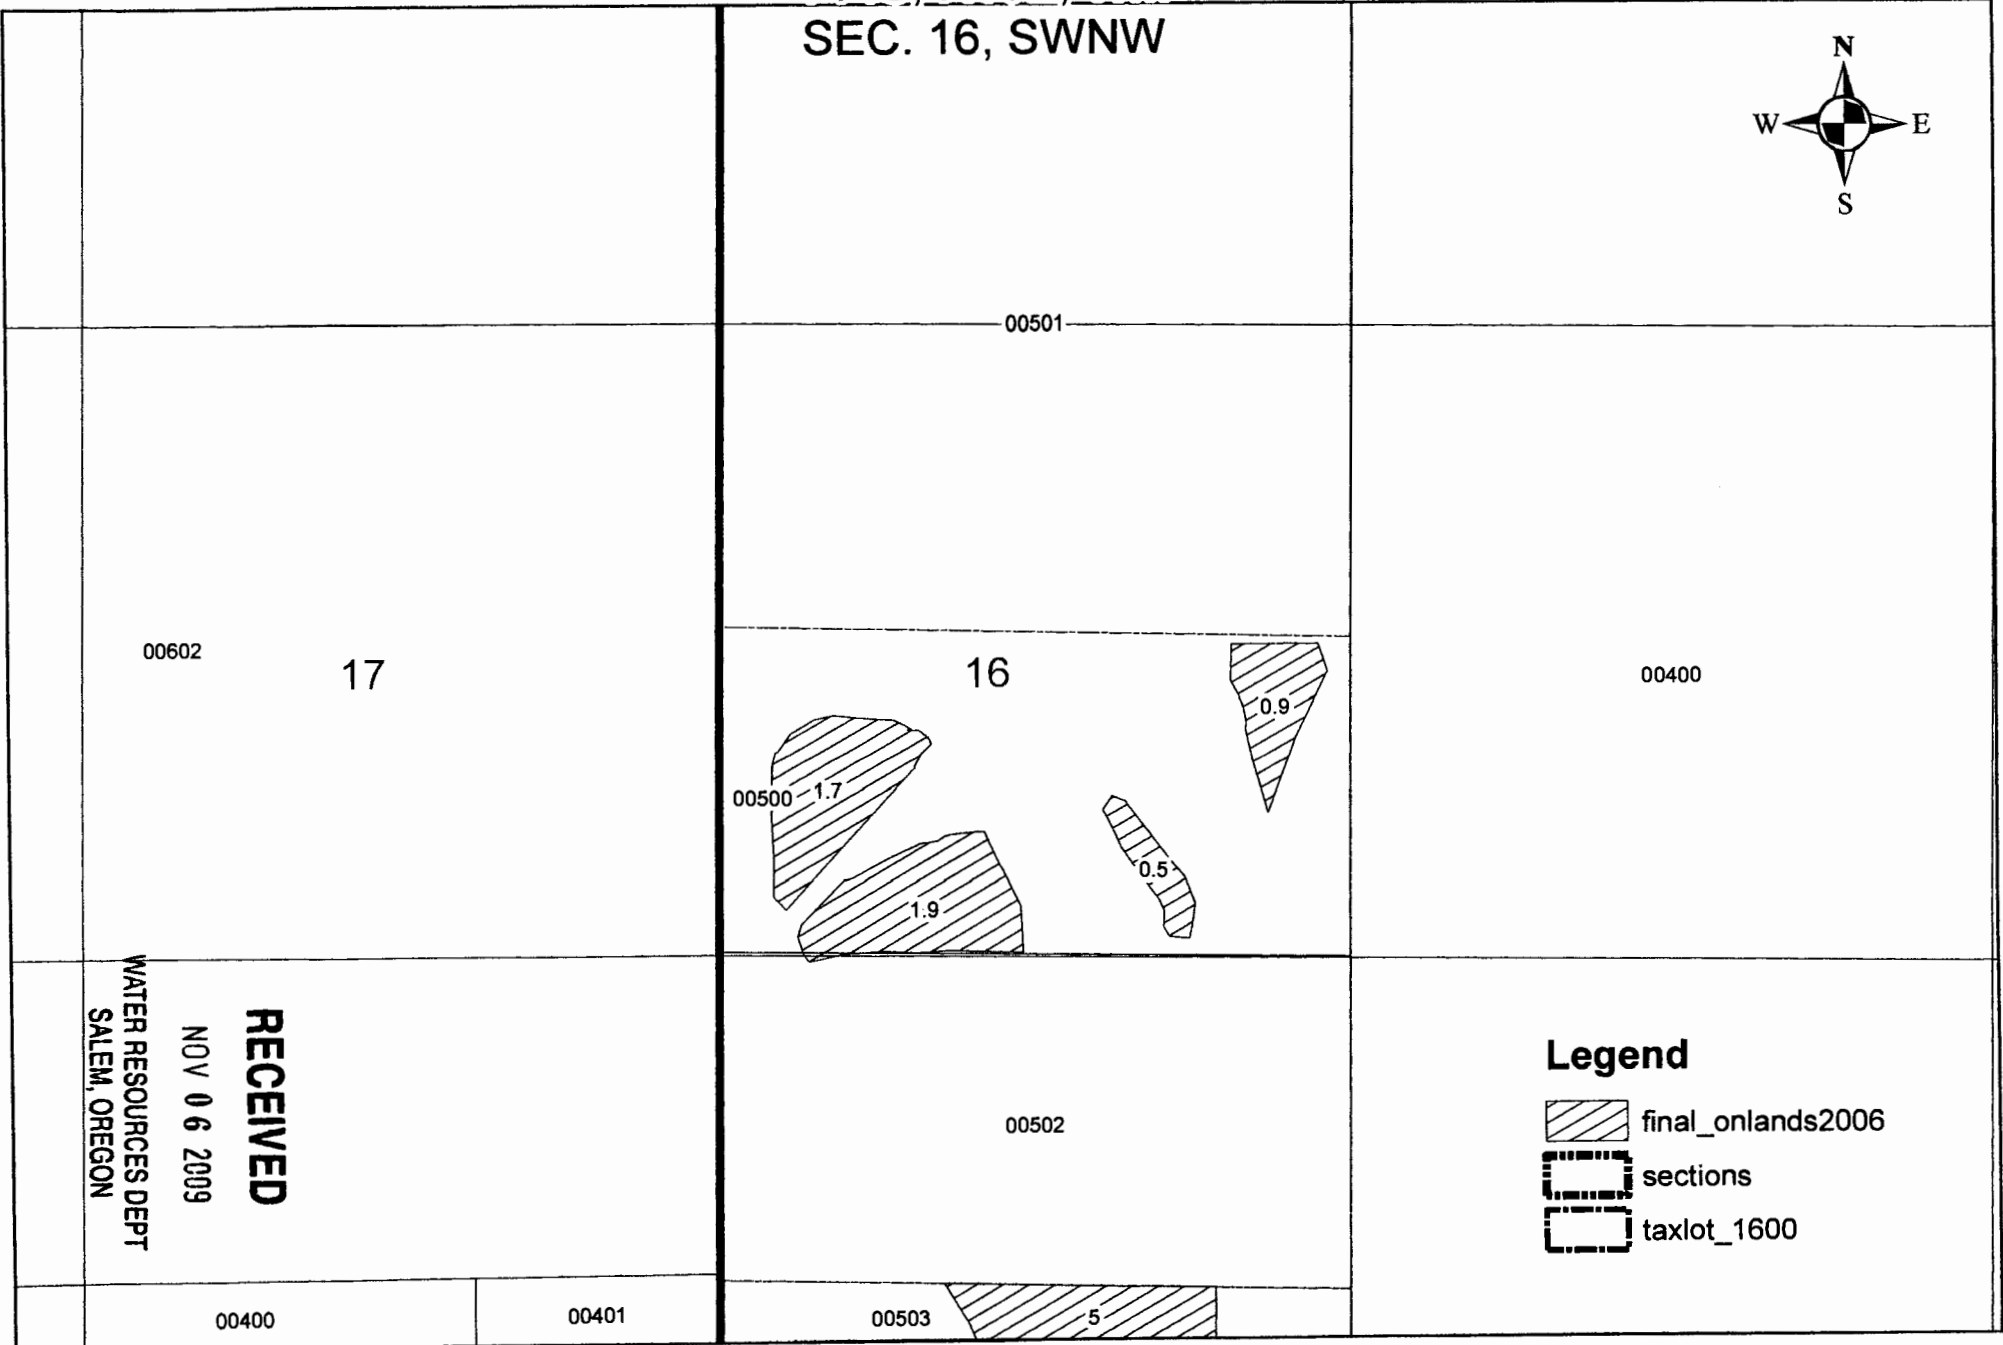 SEC. 16, SWNW
N
W E
S
00501
00602
17
16
00400
0.9
00500
1.7
0.5
1.9
RECEIVED
NOV 06 2009
WATER RESOURCES DEPT
SALEM, OREGON
00502
Legend
final_onlands2006
sections
taxlot_1600
00400
00401
00503
5